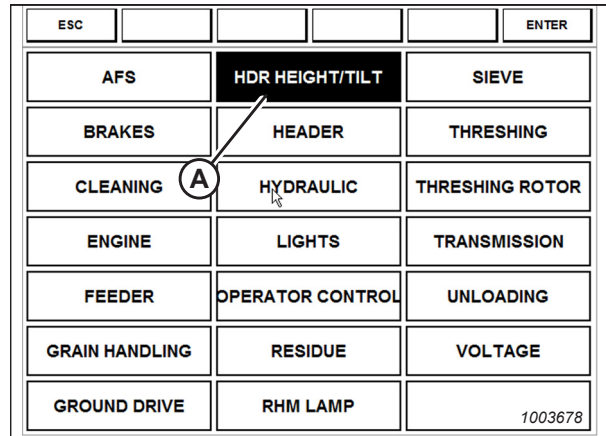 ESC ENTER
AFS HDR HEIGHT/TILT SIEVE
BRAKES HEADER THRESHING
CLEANING A HYDRAULIC THRESHING ROTOR
ENGINE LIGHTS TRANSMISSION
FEEDER OPERATOR CONTROL UNLOADING
GRAIN HANDLING RESIDUE VOLTAGE
GROUND DRIVE RHM LAMP 1003678